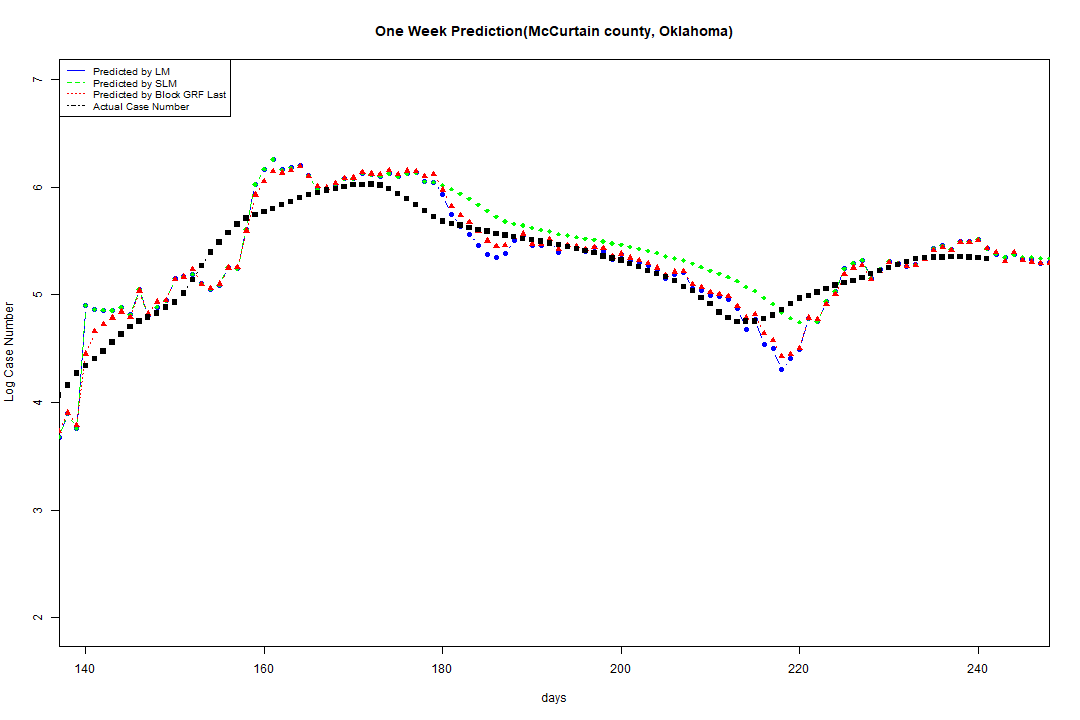 One Week Prediction(McCurtain county, Oklahoma)
Predicted by LM
Predicted by SLM
Predicted by Block GRF Last
Actual Case Number
7
6
5
4
3
2
Log Case Number
140 160 180 200 220 240
days